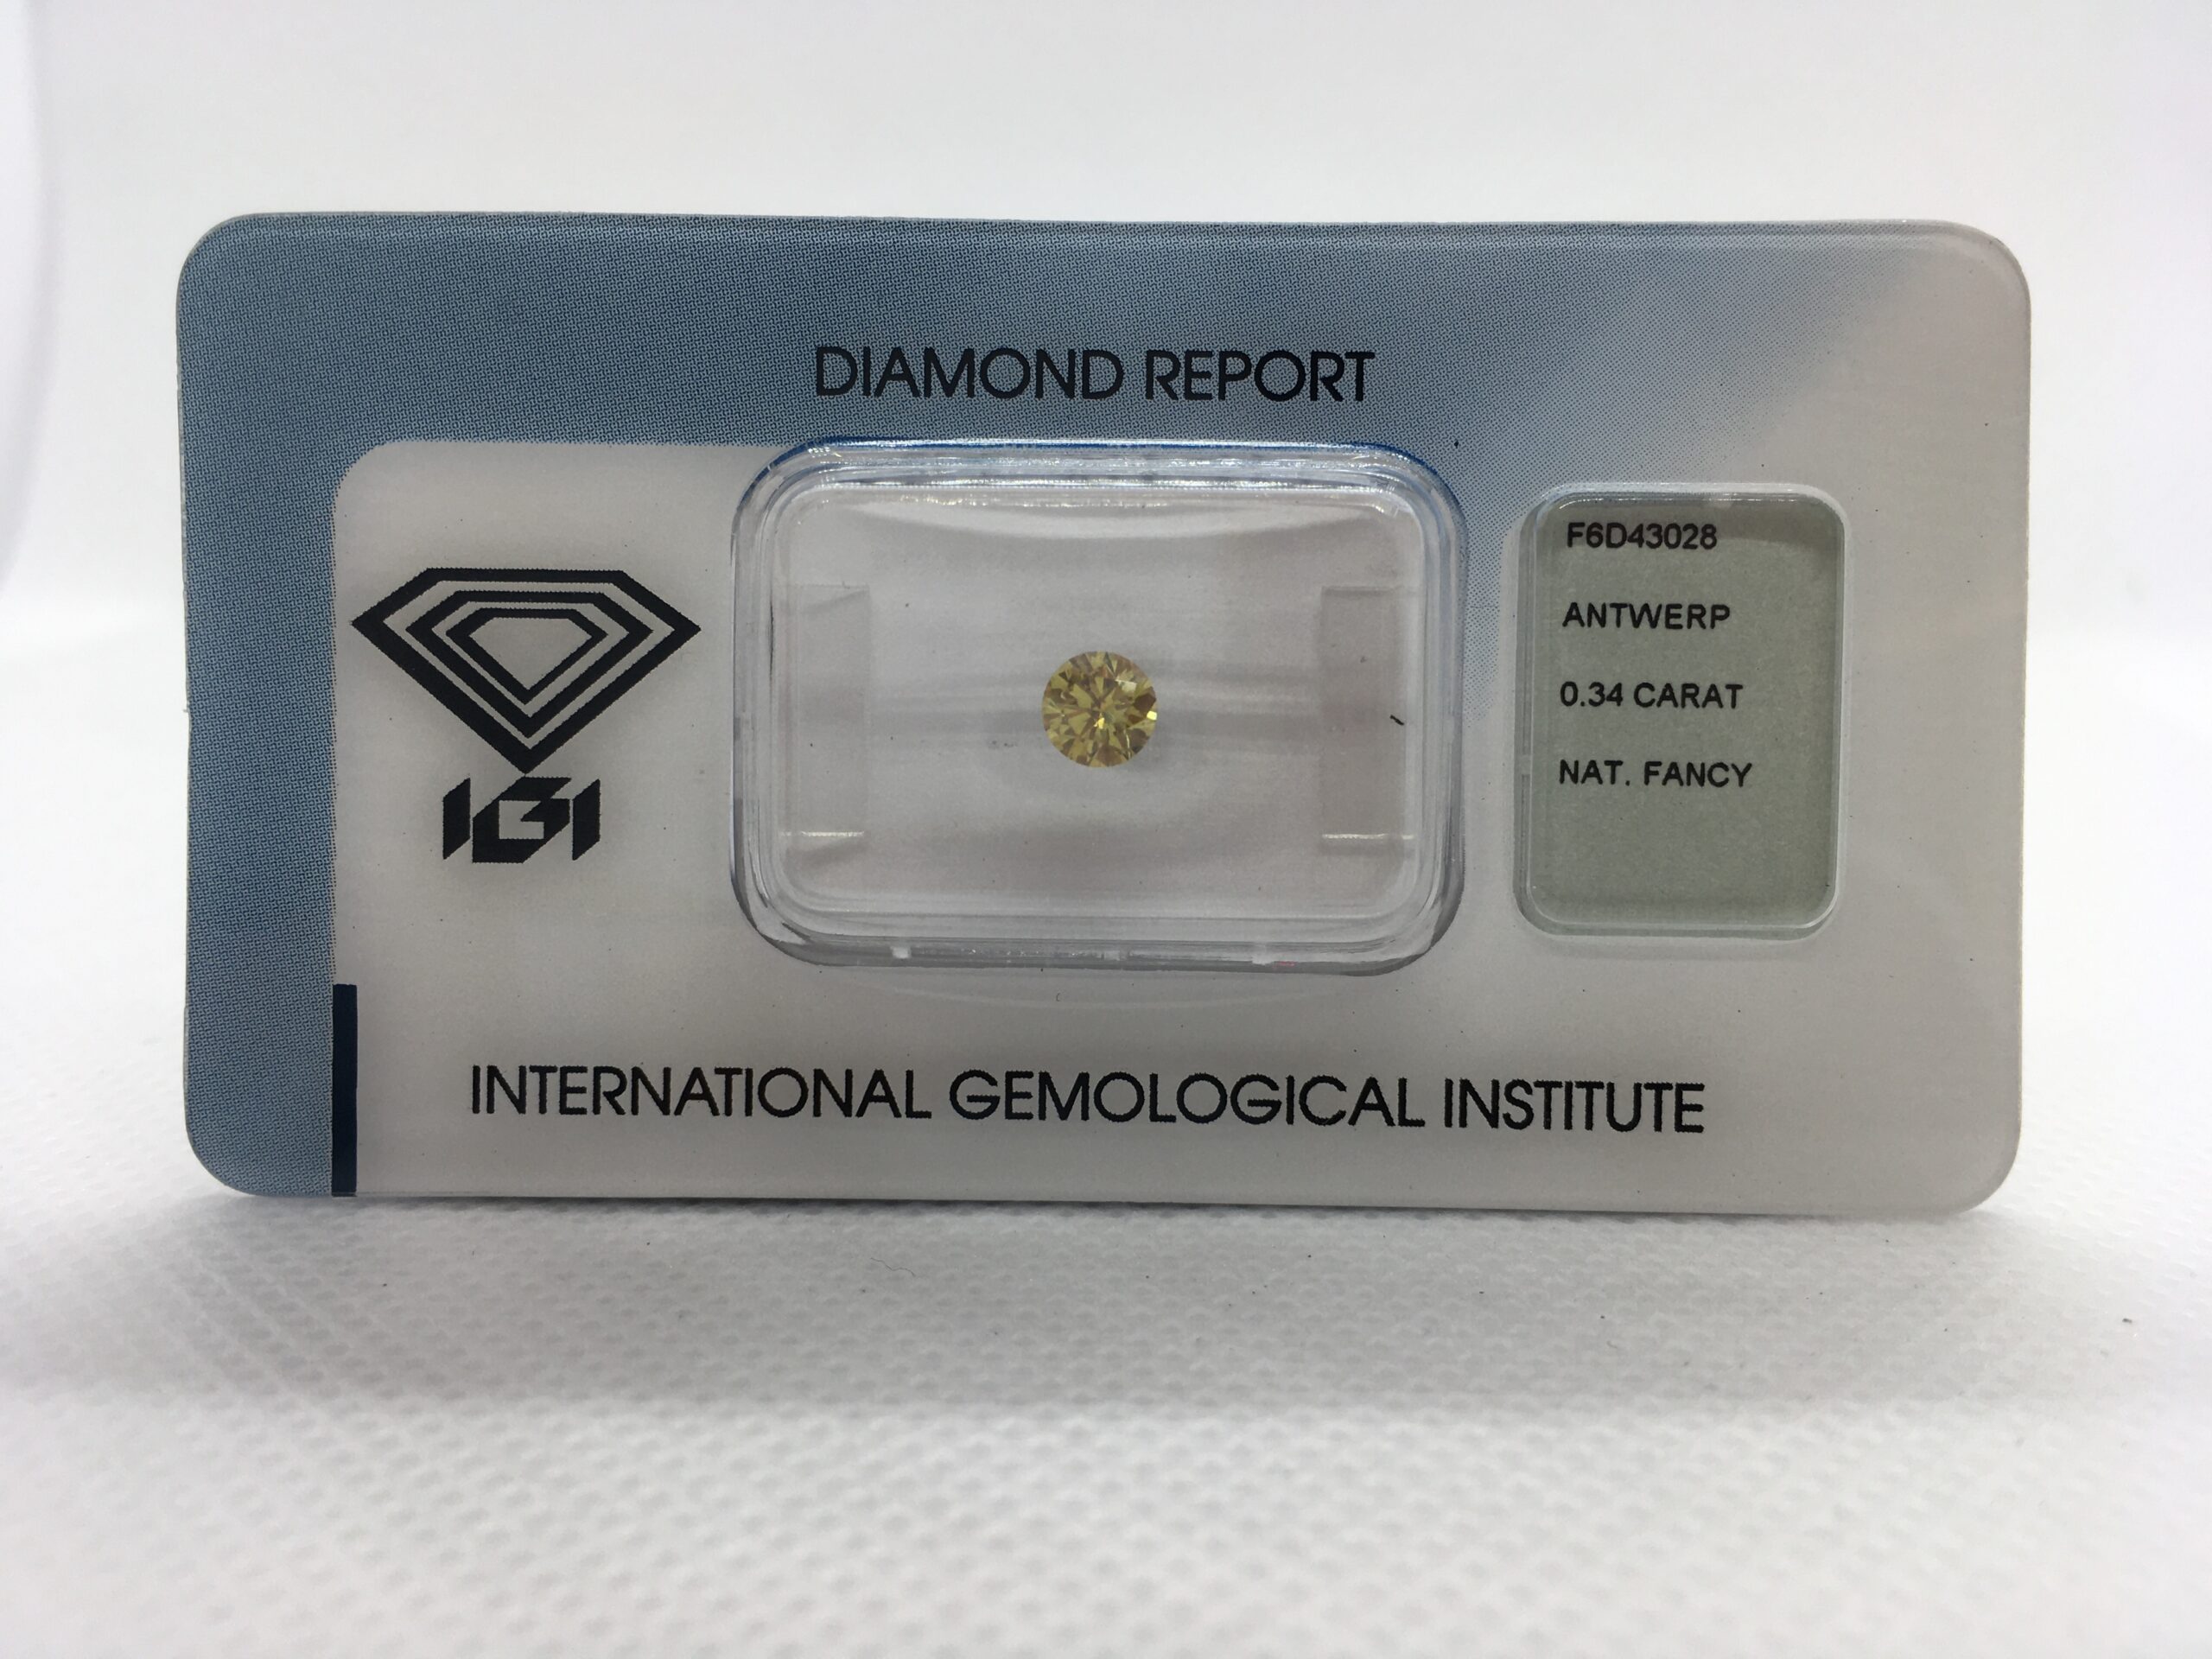 DIAMOND REPORT
IGI
F6D43028
ANTWERP
0.34 CARAT
NAT. FANCY
INTERNATIONAL GEMOLOGICAL INSTITUTE